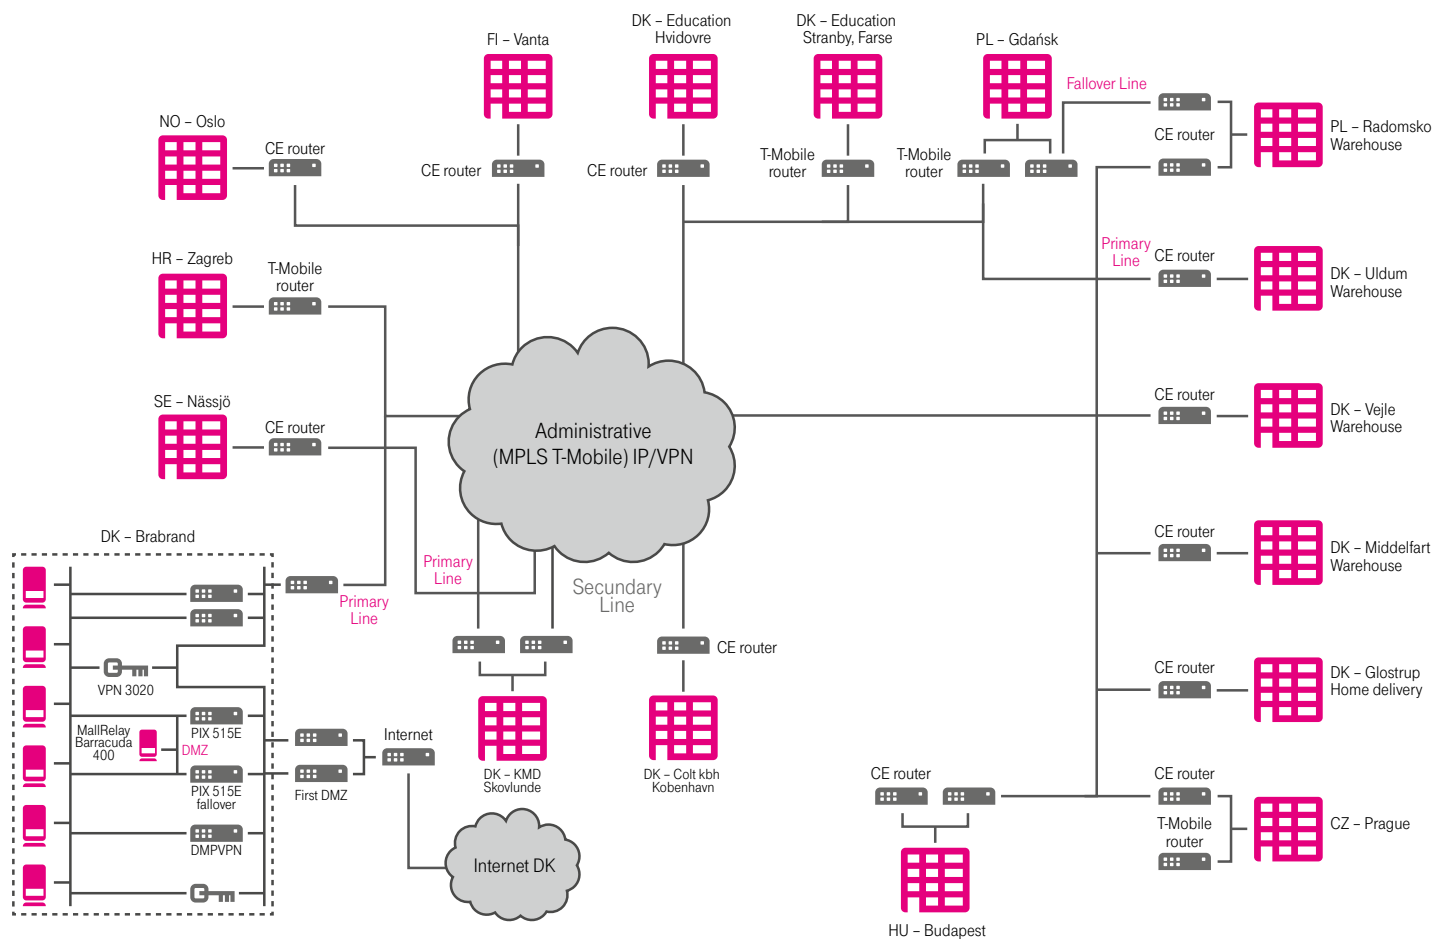 FI – Vanta
DK – Education
Hvidovre
DK – Education
Stranby, Farse
PL – Gdańsk
Fallover Line
NO – Oslo
CE router
CE router
CE router
T-Mobile
router
T-Mobile
router
CE router
PL – Radomsko
Warehouse
HR – Zagreb
T-Mobile
router
Primary
Line
CE router
DK – Uldum
Warehouse
SE – Nässjö
CE router
Administrative
(MPLS T-Mobile) IP/VPN
CE router
DK – Vejle
Warehouse
DK – Brabrand
Primary
Line
Primary
Line
Secundary
Line
CE router
DK – Middelfart
Warehouse
CE router
CE router
DK – Glostrup
Home delivery
VPN 3020
MallRelay
Barracuda
400
DMZ
PIX 515E
PIX 515E
fallover
DMPVPN
First DMZ
Internet
DK – KMD
Skovlunde
DK – Colt kbh
Kobenhavn
Internet DK
CE router
CE router
T-Mobile
router
CZ – Prague
HU – Budapest